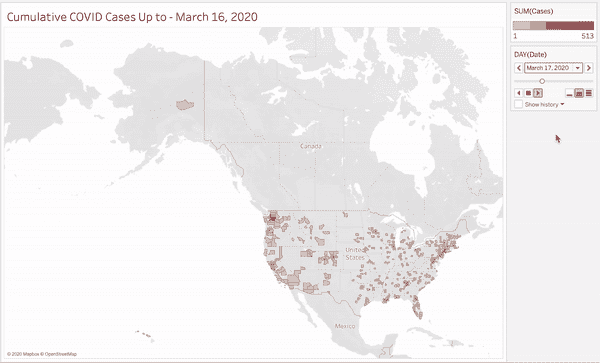 Cumulative COVID Cases Up to - March 16, 2020
SUM(Cases)
1 513
DAY(Date)
March 17, 2020
Show history
Canada
United
States
Mexico
© 2020 Mapbox © OpenStreetMap